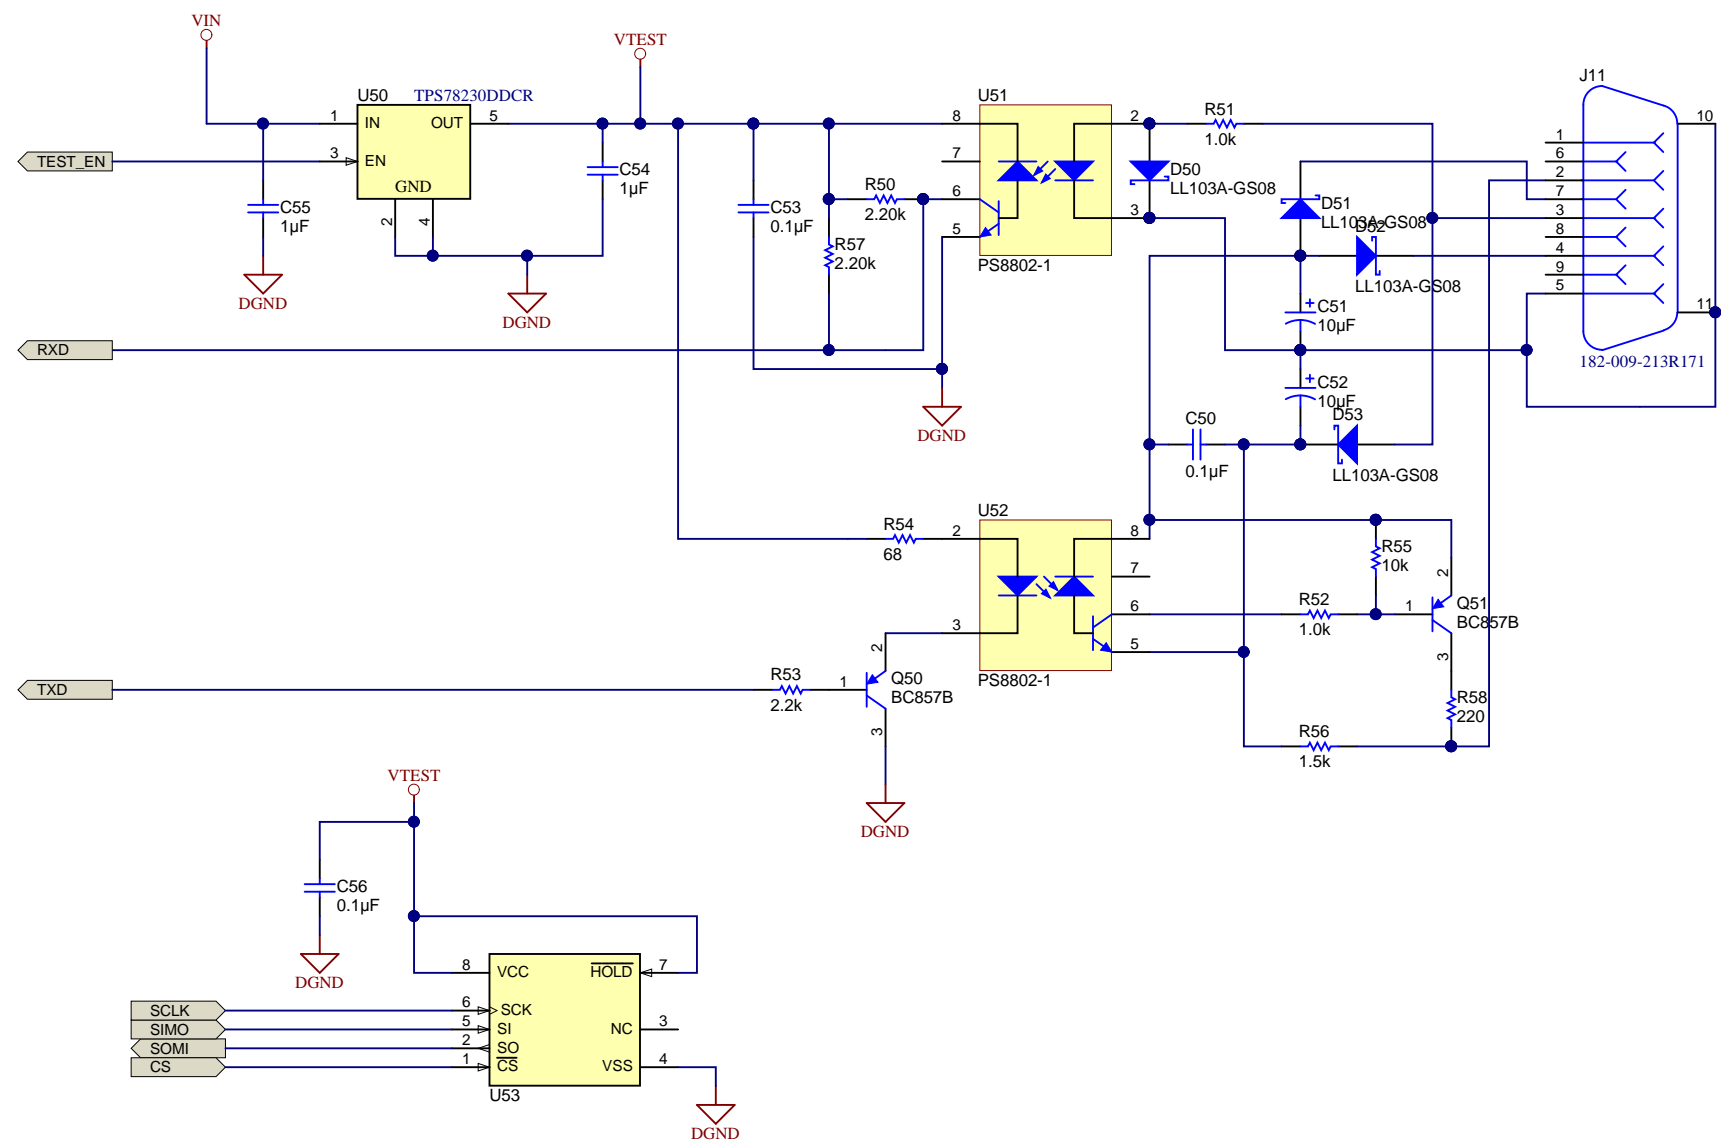 VIN
VTEST
U50 TPS78230DDCR
1 IN OUT 5
3 EN
GND
2 4
TEST_EN
C55
1µF
DGND
C54
1µF
DGND
C53
0.1µF
R50
2.20k
R57
2.20k
RXD
DGND
U51
8
7
6
5
2
3
PS8802-1
R51
1.0k
D50
LL103A-GS08
D51
LL103A-GS08
D52
LL103A-GS08
C51
+
10µF
C52
+
10µF
D53
LL103A-GS08
C50
0.1µF
J11
1
6
2
7
3
8
4
9
5
10
11
182-009-213R171
R54
68
U52
2
3
8
7
6
5
PS8802-1
R55
10k
R52
1.0k
1
2
3
Q51
BC857B
R58
220
R56
1.5k
TXD
R53
2.2k
1
2
3
Q50
BC857B
DGND
VTEST
C56
0.1µF
DGND
8 VCC HOLD 7
SCLK 6 SCK
SIMO 5 SI NC 3
SOMI 2 SO
CS 1 CS VSS 4
U53
DGND